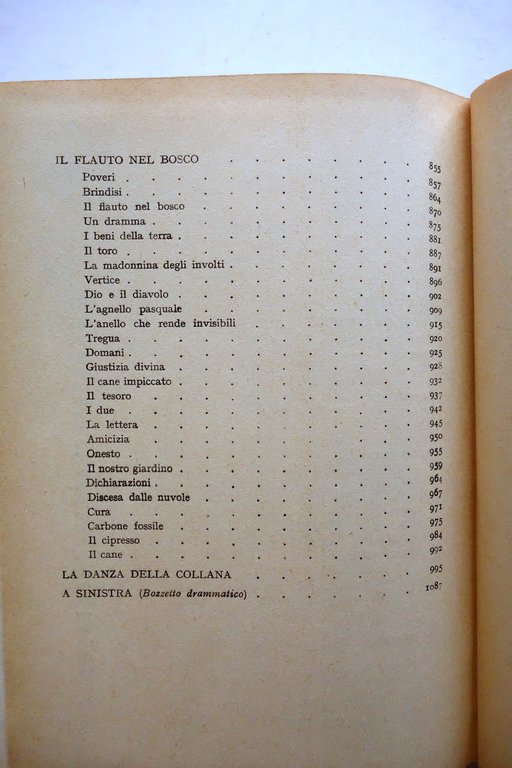 IL FLAUTO NEL BOSCO . . . . . . . . 855
Poveri . . . . . . . . . . . . 857
Brindisi . . . . . . . . . . . . 864
Il flauto nel bosco . . . . . . . . . 870
Un dramma . . . . . . . . . . . 875
I beni della terra . . . . . . . . . . 881
Il toro . . . . . . . . . . . . 887
La madonnina degli involti . . . . . . . . 891
Vertice . . . . . . . . . . . . 896
Dio e il diavolo . . . . . . . . . . 902
L'agnello pasquale . . . . . . . . . . 909
L'anello che rende invisibili . . . . . . . 915
Tregua . . . . . . . . . . . . 920
Domani . . . . . . . . . . . . 925
Giustizia divina . . . . . . . . . . 928
Il cane impiccato . . . . . . . . . . 932
Il tesoro . . . . . . . . . . . 937
I due . . . . . . . . . . . . 942
La lettera . . . . . . . . . . . 945
Amicizia . . . . . . . . . . . 950
Onesto . . . . . . . . . . . . 955
Il nostro giardino . . . . . . . . . . 959
Dichiarazioni . . . . . . . . . . . 964
Discesa dalle nuvole . . . . . . . . . 967
Cura . . . . . . . . . . . . 971
Carbone fossile . . . . . . . . . . 975
Il cipresso . . . . . . . . . . . 984
Il cane . . . . . . . . . . . . 992
LA DANZA DELLA COLLANA . . . . . . . 995
A SINISTRA (Bozzetto drammatico) . . . . . . . 1087